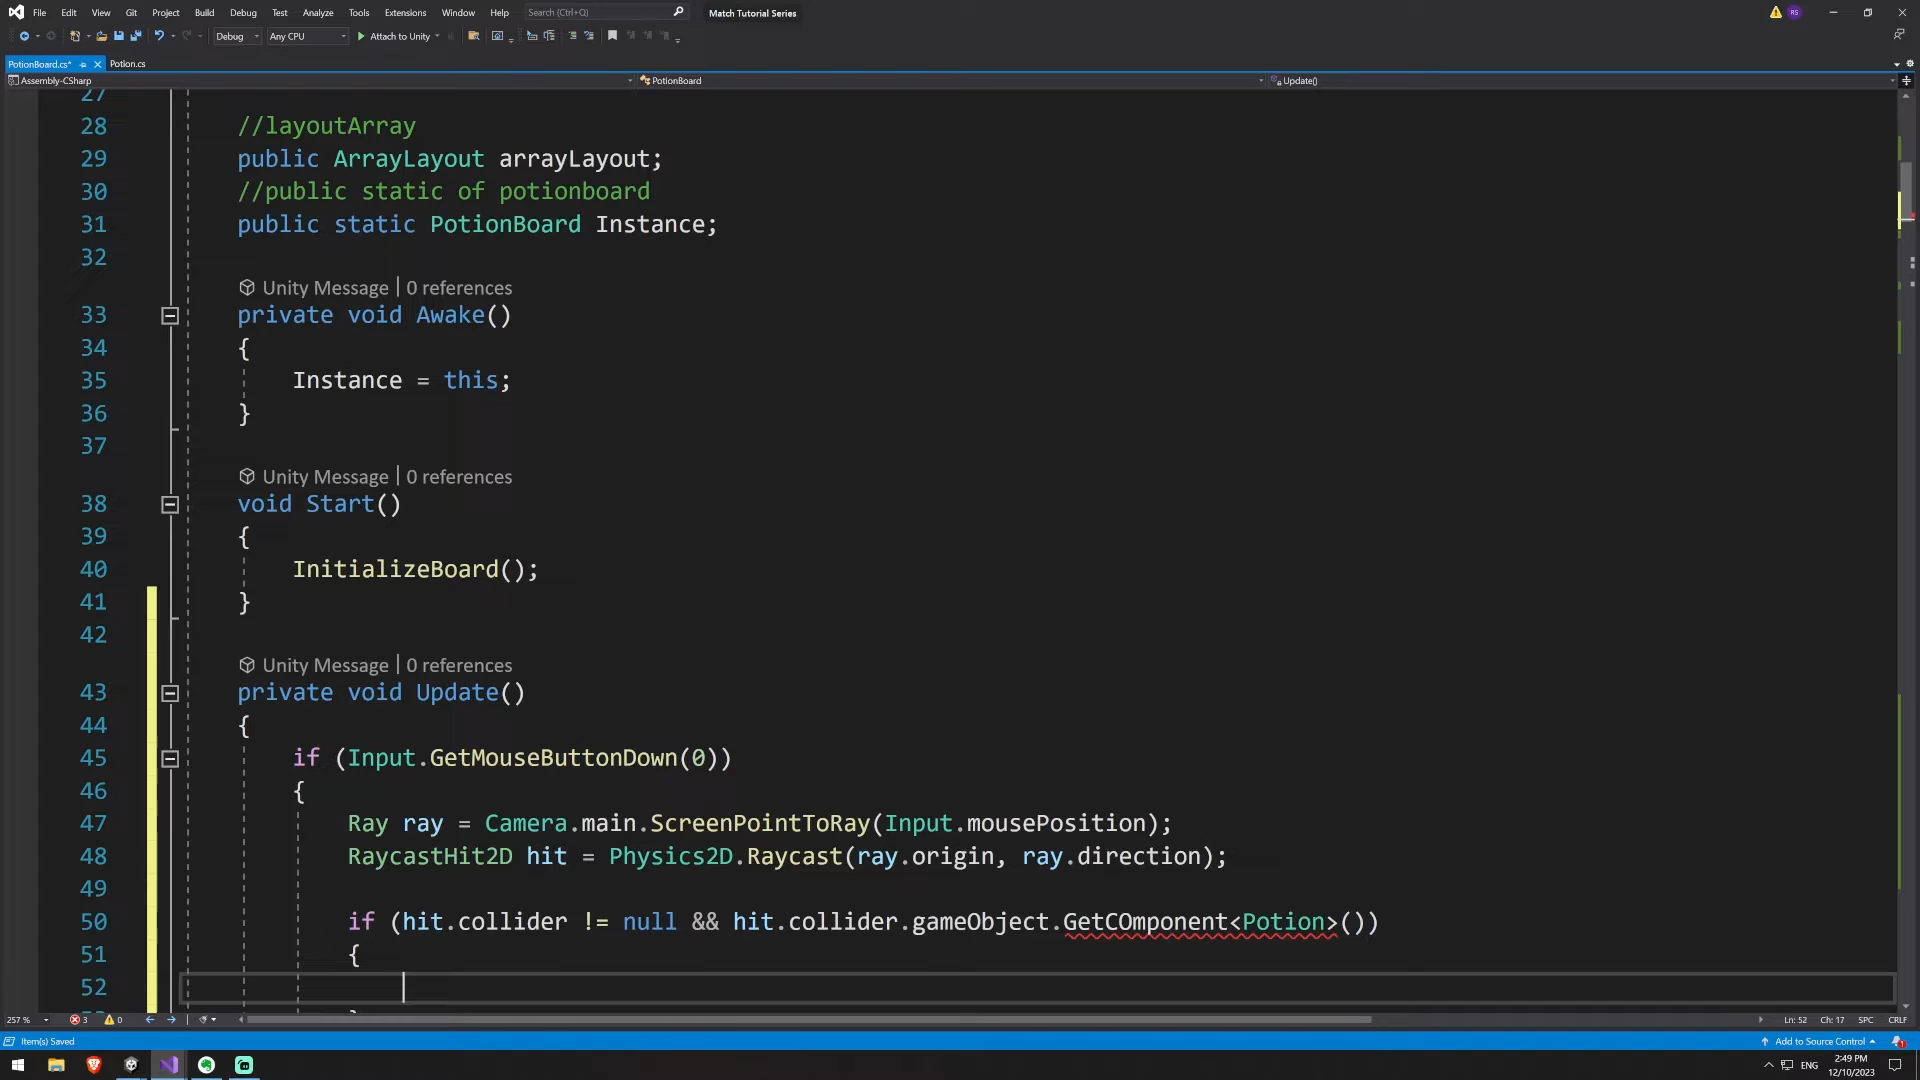 File Edit View Git Project Build Debug Test Analyze Tools Extensions Window Help Search (Ctrl+Q) Match Tutorial Series RS
Debug Any CPU Attach to Unity
PotionBoard.cs* Potion.cs
Assembly-CSharp PotionBoard Update()
27
28 //layoutArray
29 public ArrayLayout arrayLayout;
30 //public static of potionboard
31 public static PotionBoard Instance;
32
Unity Message | 0 references
33 private void Awake()
34 {
35 Instance = this;
36 }
37
Unity Message | 0 references
38 void Start()
39 {
40 InitializeBoard();
41 }
42
Unity Message | 0 references
43 private void Update()
44 {
45 if (Input.GetMouseButtonDown(0))
46 {
47 Ray ray = Camera.main.ScreenPointToRay(Input.mousePosition);
48 RaycastHit2D hit = Physics2D.Raycast(ray.origin, ray.direction);
49
50 if (hit.collider != null && hit.collider.gameObject.GetCOmponent<Potion>())
51 {
52
257 % 3 0 Ln: 52 Ch: 17 SPC CRLF
Item(s) Saved Add to Source Control
ENG 2:49 PM
12/10/2023